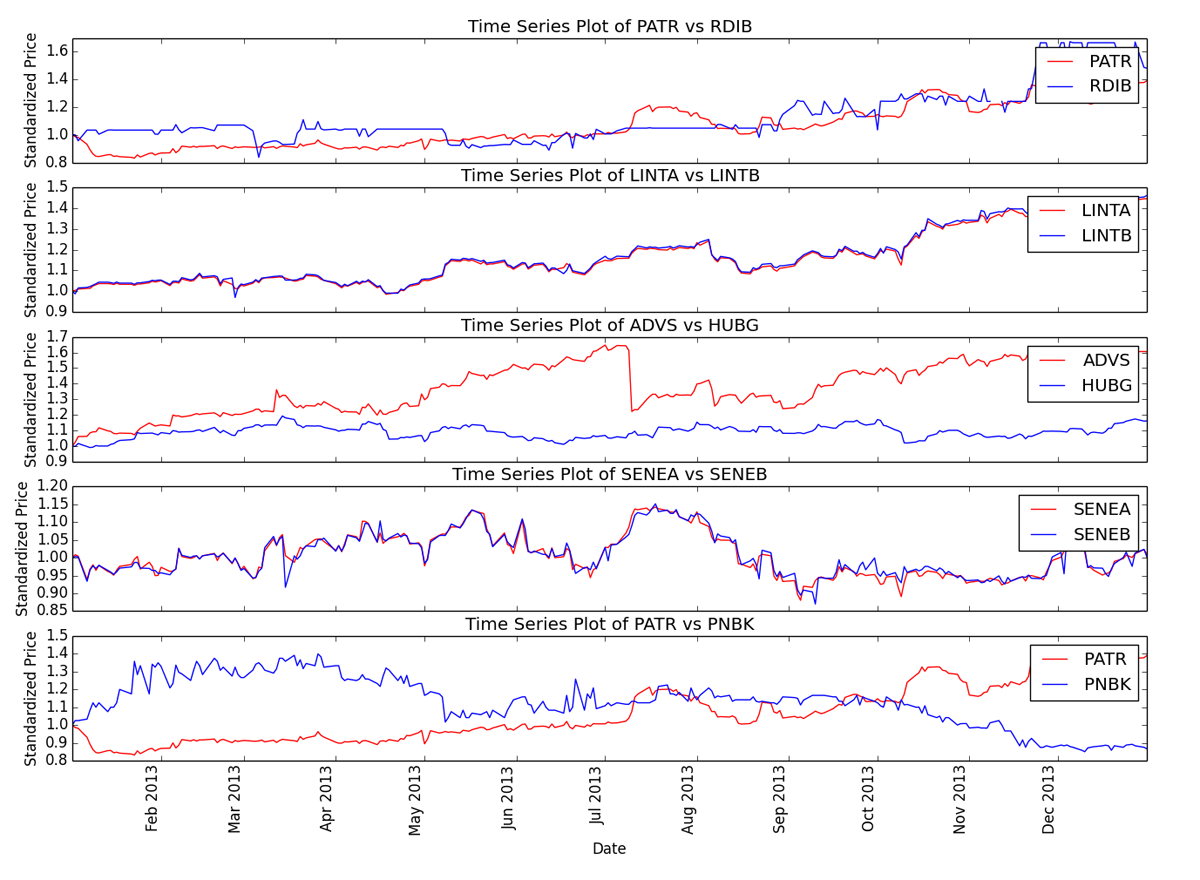 Time Series Plot of PATR vs RDIB
Standardized Price
1.6
1.4
1.2
1.0
0.8
PATR
RDIB
Time Series Plot of LINTA vs LINTB
Standardized Price
1.5
1.4
1.3
1.2
1.1
1.0
0.9
LINTA
LINTB
Time Series Plot of ADVS vs HUBG
Standardized Price
1.7
1.6
1.5
1.4
1.3
1.2
1.1
1.0
0.9
ADVS
HUBG
Time Series Plot of SENEA vs SENEB
Standardized Price
1.20
1.15
1.10
1.05
1.00
0.95
0.90
0.85
SENEA
SENEB
Time Series Plot of PATR vs PNBK
Standardized Price
1.5
1.4
1.3
1.2
1.1
1.0
0.9
0.8
PATR
PNBK
Feb 2013
Mar 2013
Apr 2013
May 2013
Jun 2013
Jul 2013
Aug 2013
Sep 2013
Oct 2013
Nov 2013
Dec 2013
Date